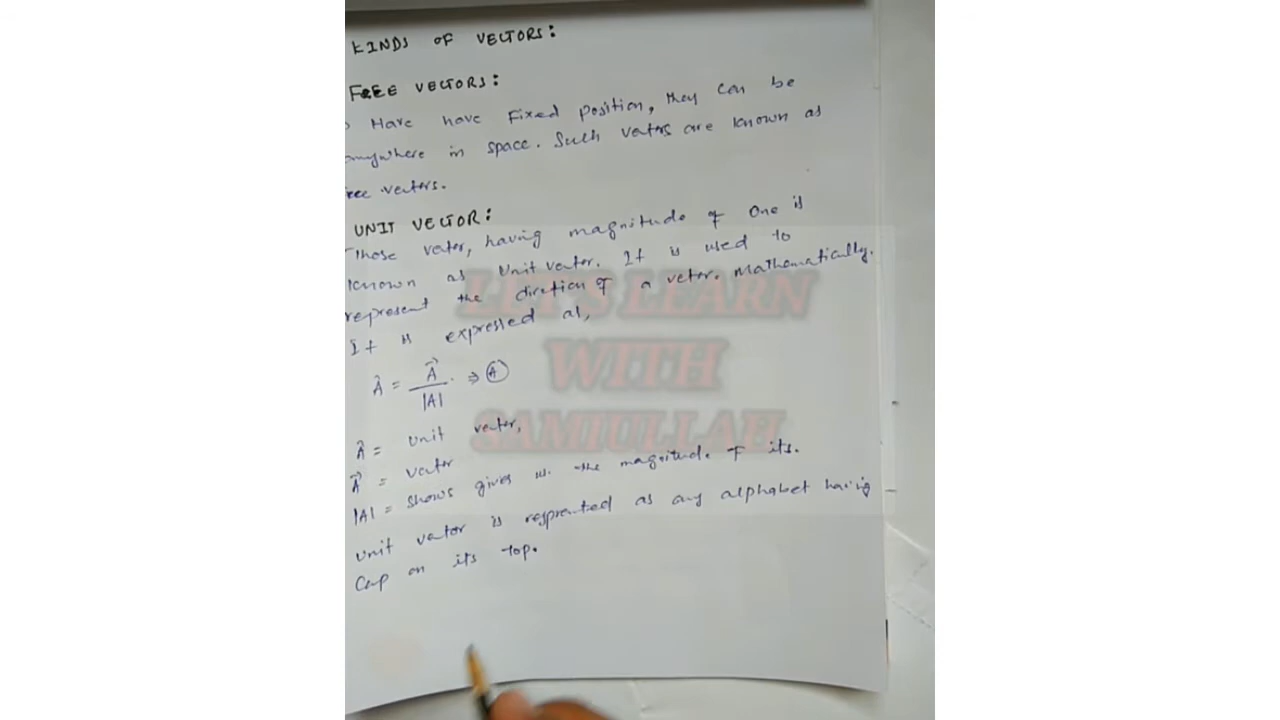 KINDS OF VECTORS:
FREE VECTORS:
Have have Fixed position, they can be
anywhere in space. Such vectors are known as
free vectors.
UNIT VECTOR:
Those vector, having magnitude of one is
known as Unit vector. It is used to
represent the direction of a vector. Mathematically.
It is expressed as,
Â = A⃗ / |A| . ⇒ Ⓐ
Â = Unit vector,
A⃗ = vector
|A| = shows gives us the magnitude of its.
Unit vector is represented as any alphabet having
Cap on its top.
LET'S LEARN
WITH
SAMIULLAH